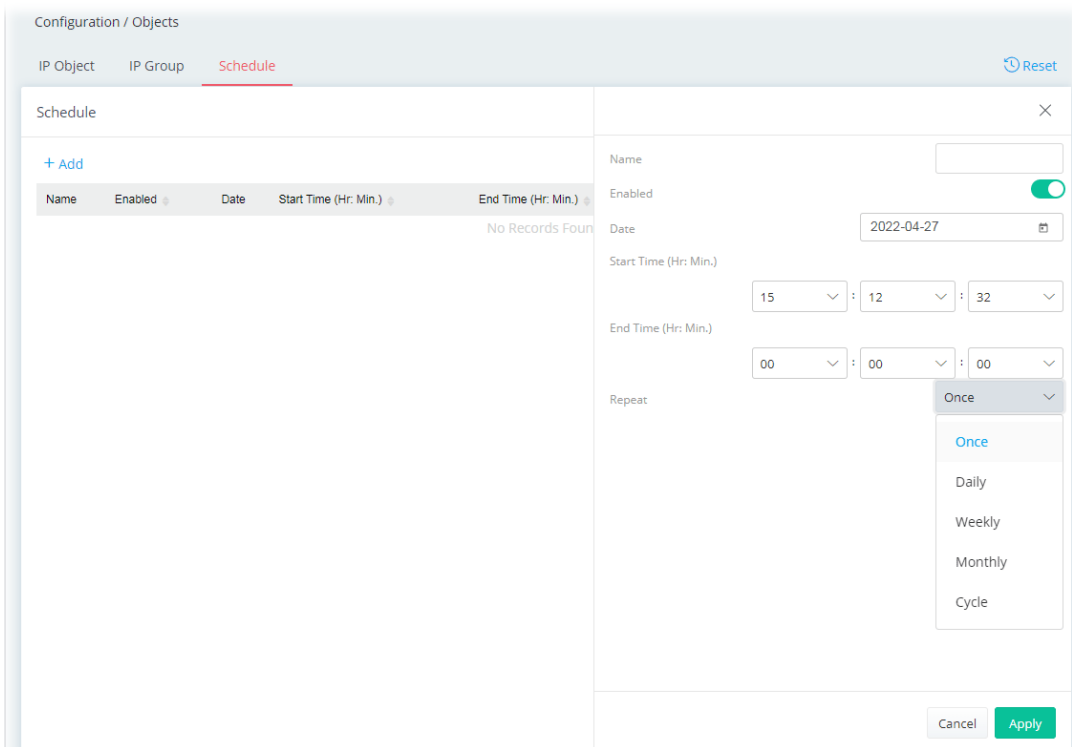 Configuration / Objects
IP Object IP Group Schedule Reset
Schedule
+ Add
Name Enabled Date Start Time (Hr: Min.) End Time (Hr: Min.)
No Records Foun
Name
Enabled
Date 2022-04-27
Start Time (Hr: Min.)
15 : 12 : 32
End Time (Hr: Min.)
00 : 00 : 00
Repeat Once
Once
Daily
Weekly
Monthly
Cycle
Cancel Apply